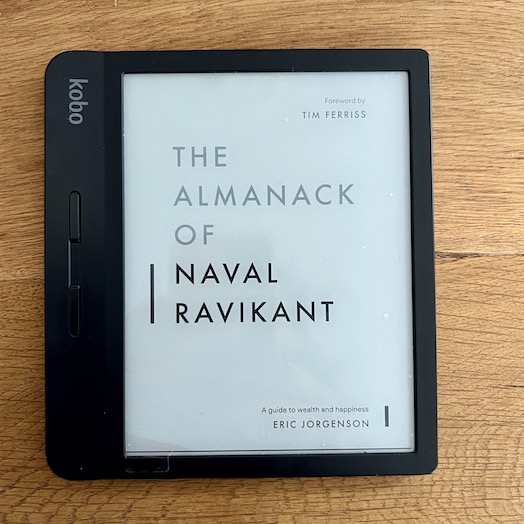 kobo
Foreword by
TIM FERRISS
THE
ALMANACK
OF
NAVAL
RAVIKANT
A guide to wealth and happiness
ERIC JORGENSON